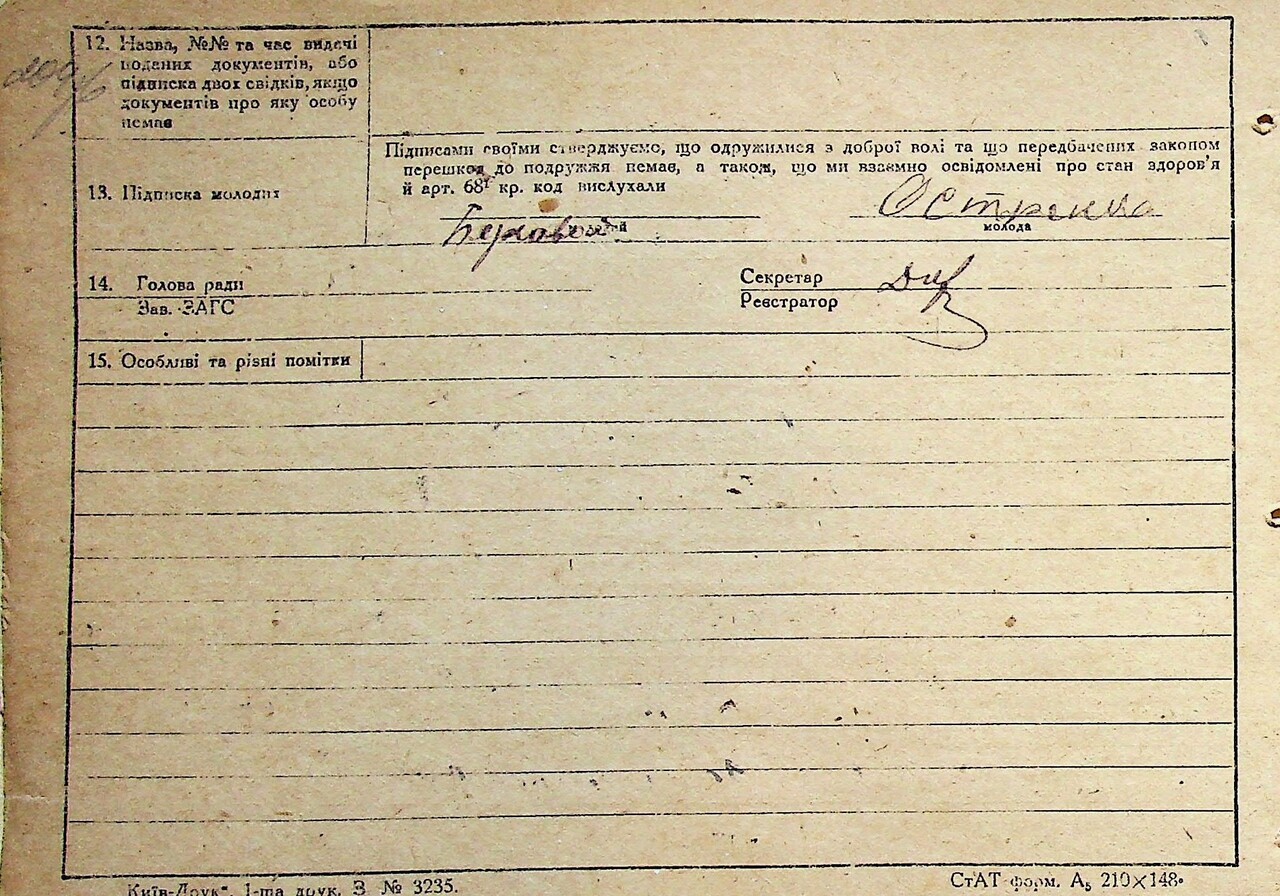 12. Назва, №№ та час видачі
поданих документів, або
підписка двох свідків, якщо
документів про яку особу
немає
Підписами своїми стверджуємо, що одружилися з доброї волі та що передбачених законом
перешкод до подружжя немає, а також, що ми взаємно освідомлені про стан здоров'я
й арт. 68¹ кр. код вислухали
13. Підписка молодих
молода
14. Голова ради
Секретар
Зав. ЗАГС
Реєстратор
15. Особливі та різні помітки
Київ-Друк", 1-ша друк. З № 3235.
СтАТ форм. А₅ 210×148.